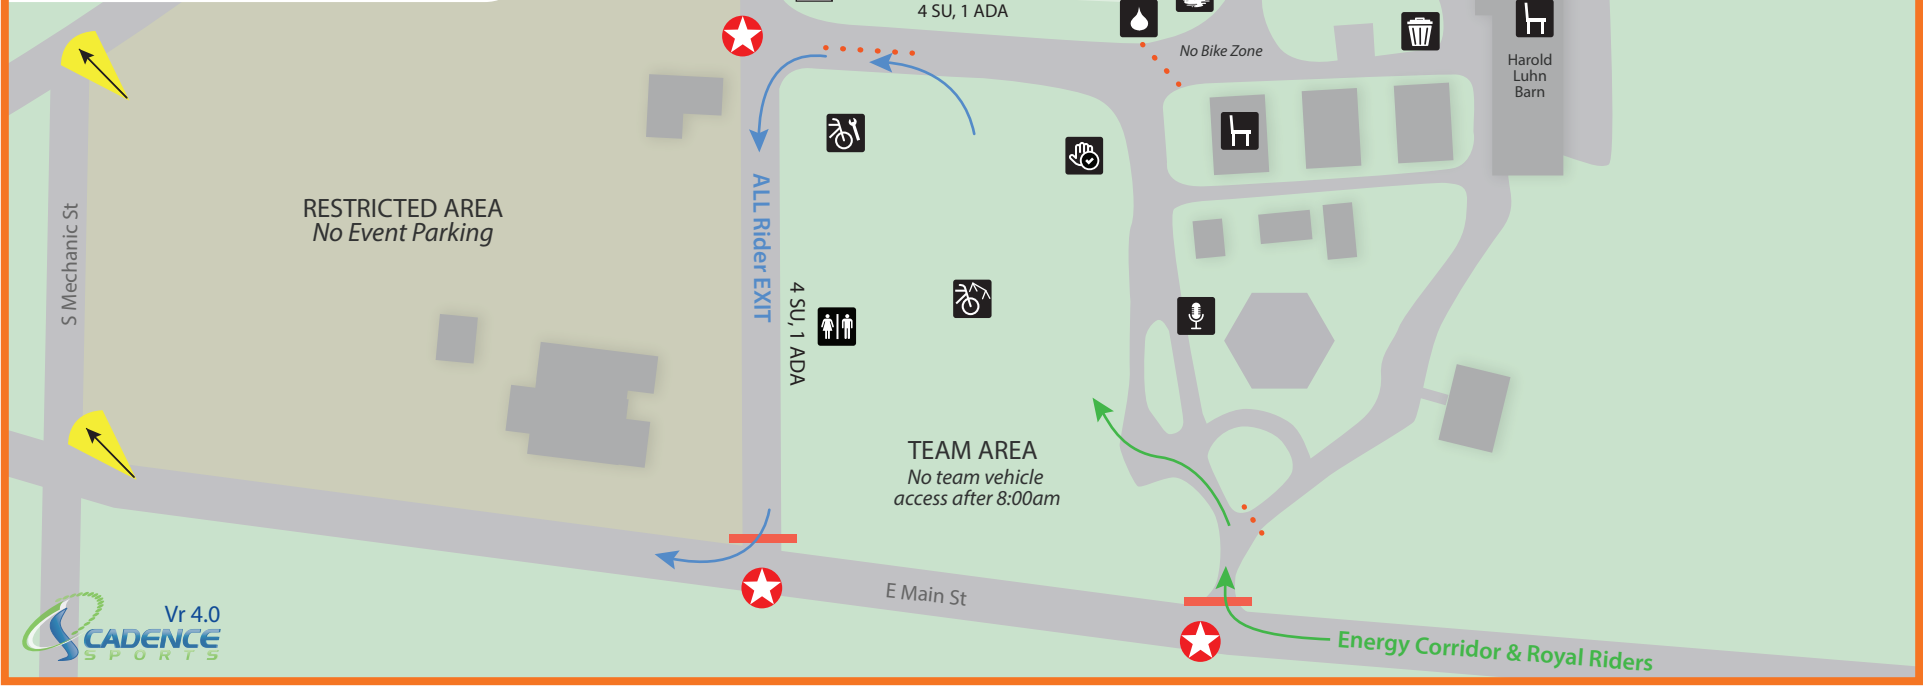 4 SU, 1 ADA
No Bike Zone
Harold
Luhn
Barn
RESTRICTED AREA
No Event Parking
S Mechanic St
ALL Rider EXIT
4 SU, 1 ADA
TEAM AREA
No team vehicle
access after 8:00am
E Main St
Energy Corridor & Royal Riders
Vr 4.0
CADENCE
SPORTS